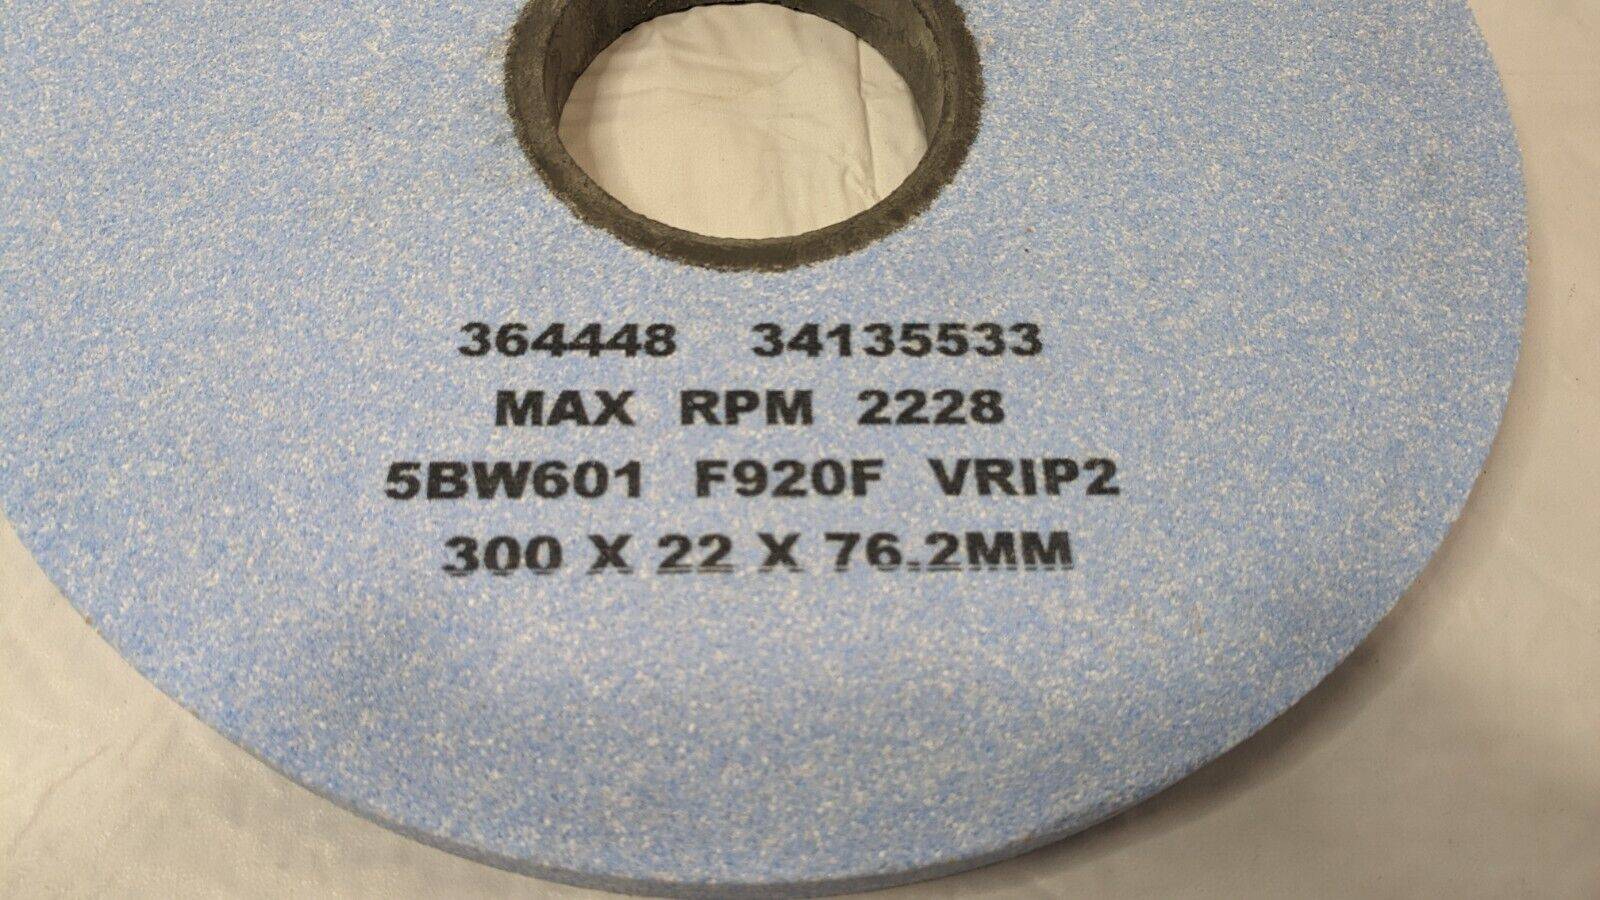 364448 34135533
MAX RPM 2228
5BW601 F920F VRIP2
300 X 22 X 76.2MM